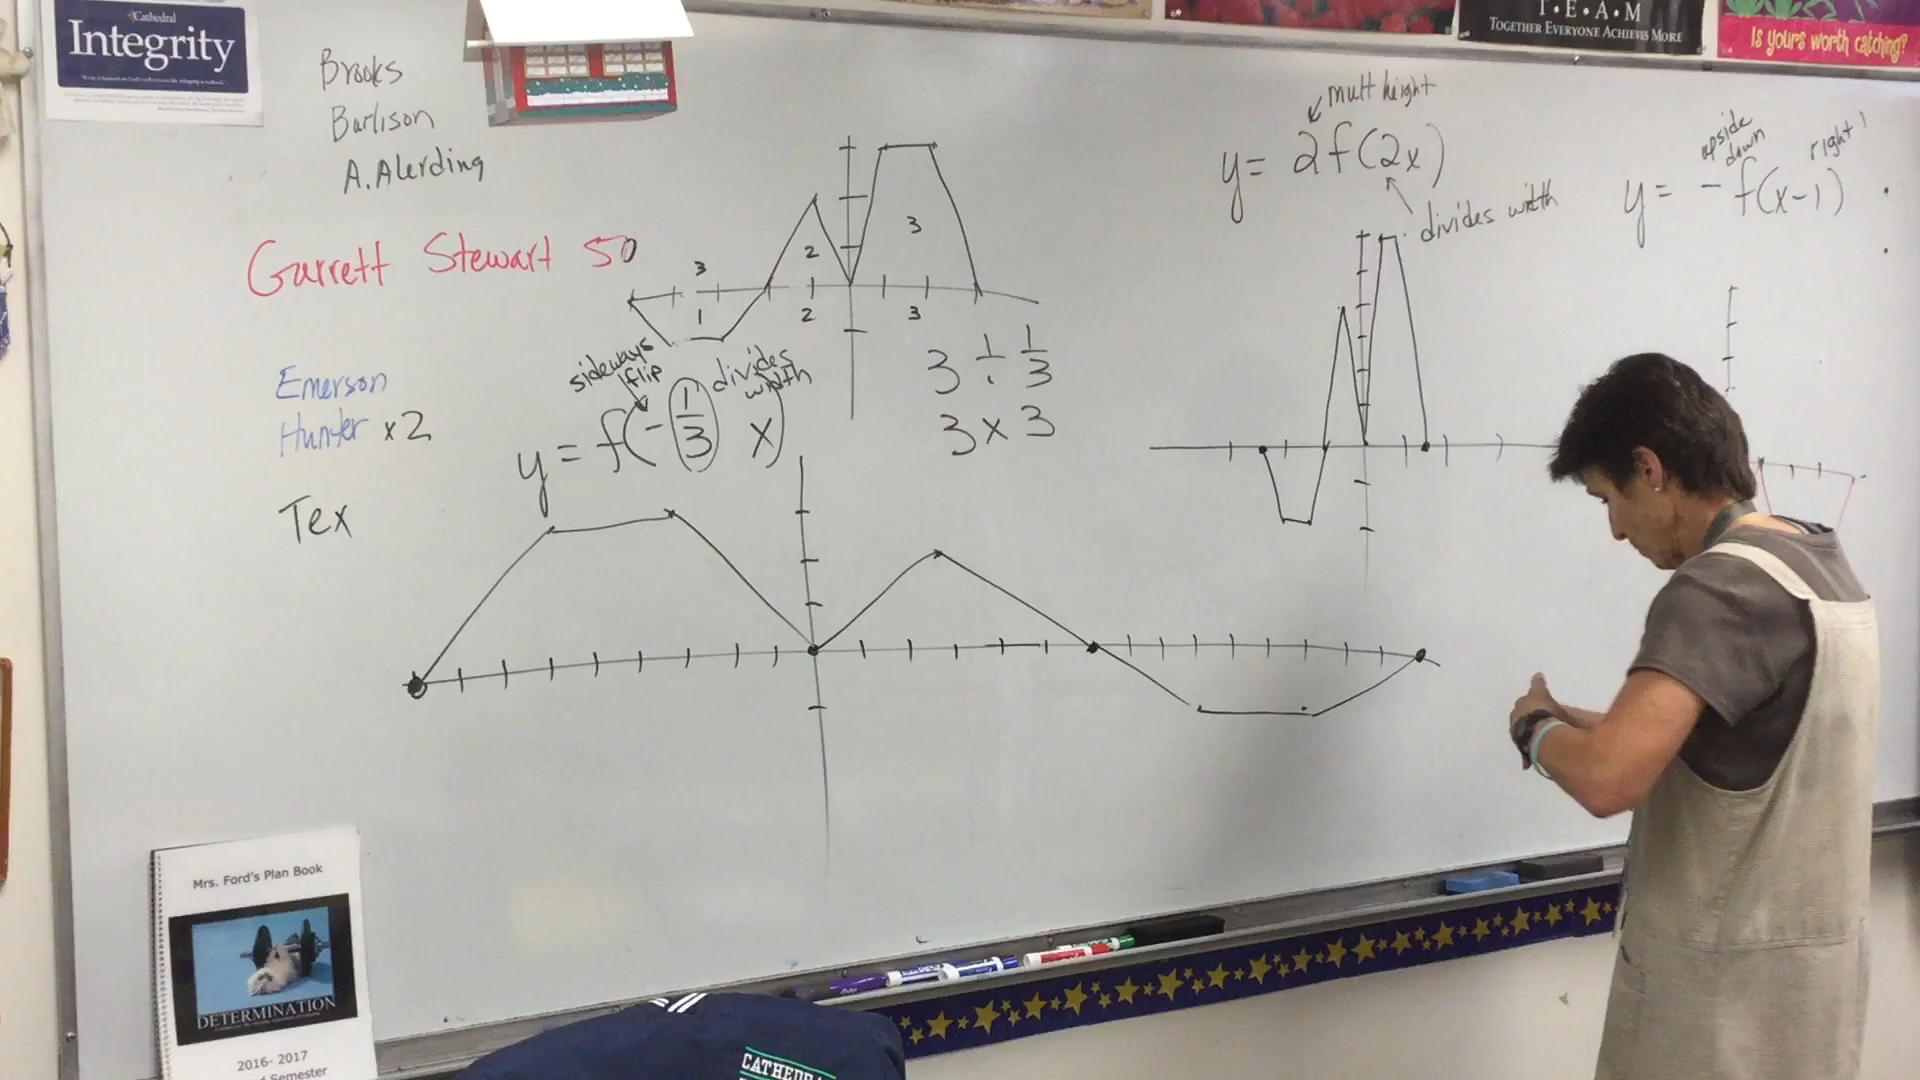 Cathedral
Integrity
T•E•A•M
TOGETHER EVERYONE ACHIEVES MORE
Is yours worth catching?
Brooks
Burlison
A. Alerding
Garrett Stewart 50
Emerson
Hunter x2
Tex
3
2
3
1
2
3
sideways
flip
divides
width
y = f(-1/3 x)
3 ÷ 1/3
3 x 3
mult height
y = 2f(2x)
divides width
upside
down
right 1
y = -f(x-1)
Mrs. Ford's Plan Book
DETERMINATION
2016- 2017
Semester
CATHEDRA